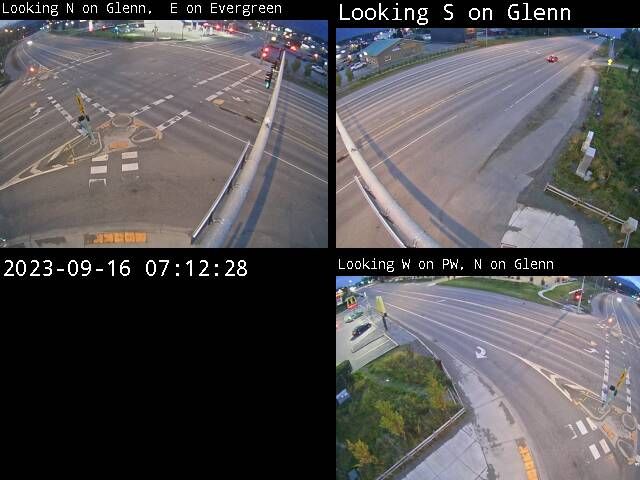 Looking N on Glenn,  E on Evergreen
Looking S on Glenn
2023-09-16 07:12:28
Looking W on PW, N on Glenn